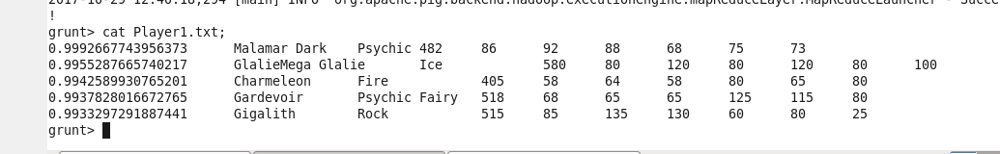 2017-10-29 12:40:18,294 [main] INFO org.apache.pig.backend.hadoop.executionengine.mapReduceLayer.MapReduceLauncher - Succe
!
grunt> cat Player1.txt;
0.9992667743956373 Malamar Dark Psychic 482 86 92 88 68 75 73
0.9955287665740217 GlalieMega Glalie Ice 580 80 120 80 120 80 100
0.9942589930765201 Charmeleon Fire 405 58 64 58 80 65 80
0.9937828016672765 Gardevoir Psychic Fairy 518 68 65 65 125 115 80
0.9933297291887441 Gigalith Rock 515 85 135 130 60 80 25
grunt>